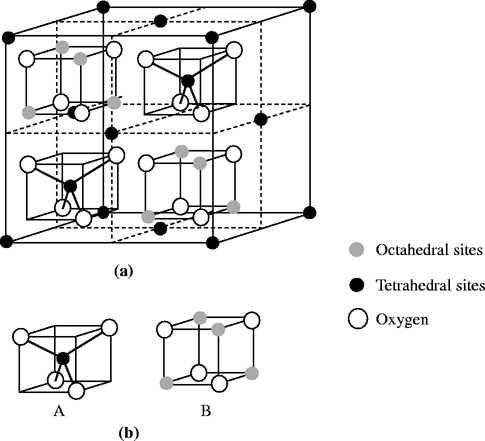 (a)
Octahedral sites
Tetrahedral sites
Oxygen
A
B
(b)